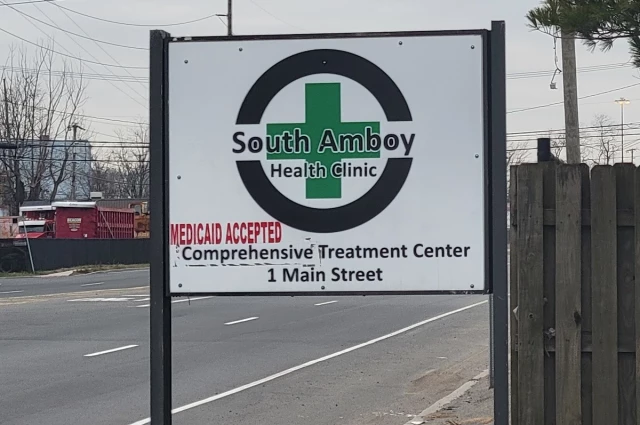 South Amboy
Health Clinic
MEDICAID ACCEPTED
Comprehensive Treatment Center
1 Main Street